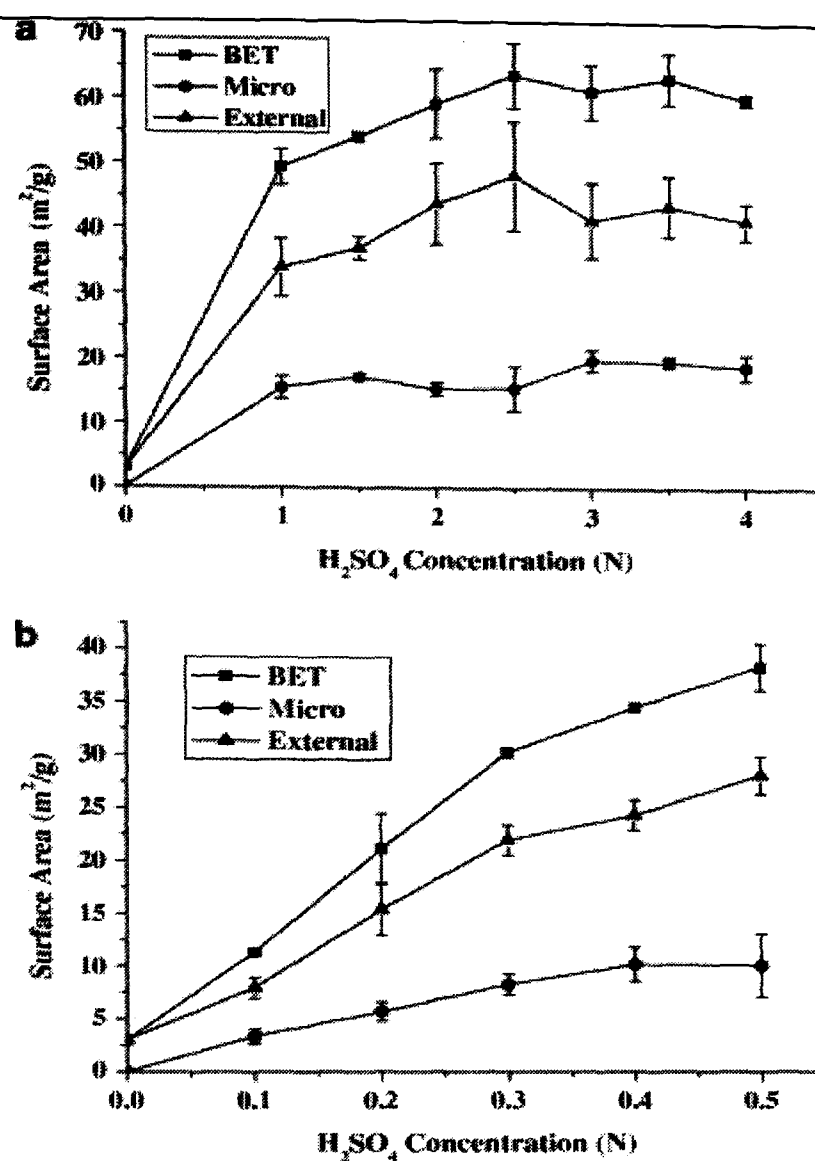 a
70
60
50
40
30
20
10
0
BET
Micro
External
Surface Area (m²/g)
0 1 2 3 4
H₂SO₄ Concentration (N)
b
40
35
30
25
20
15
10
5
0
BET
Micro
External
Surface Area (m²/g)
0.0 0.1 0.2 0.3 0.4 0.5
H₂SO₄ Concentration (N)